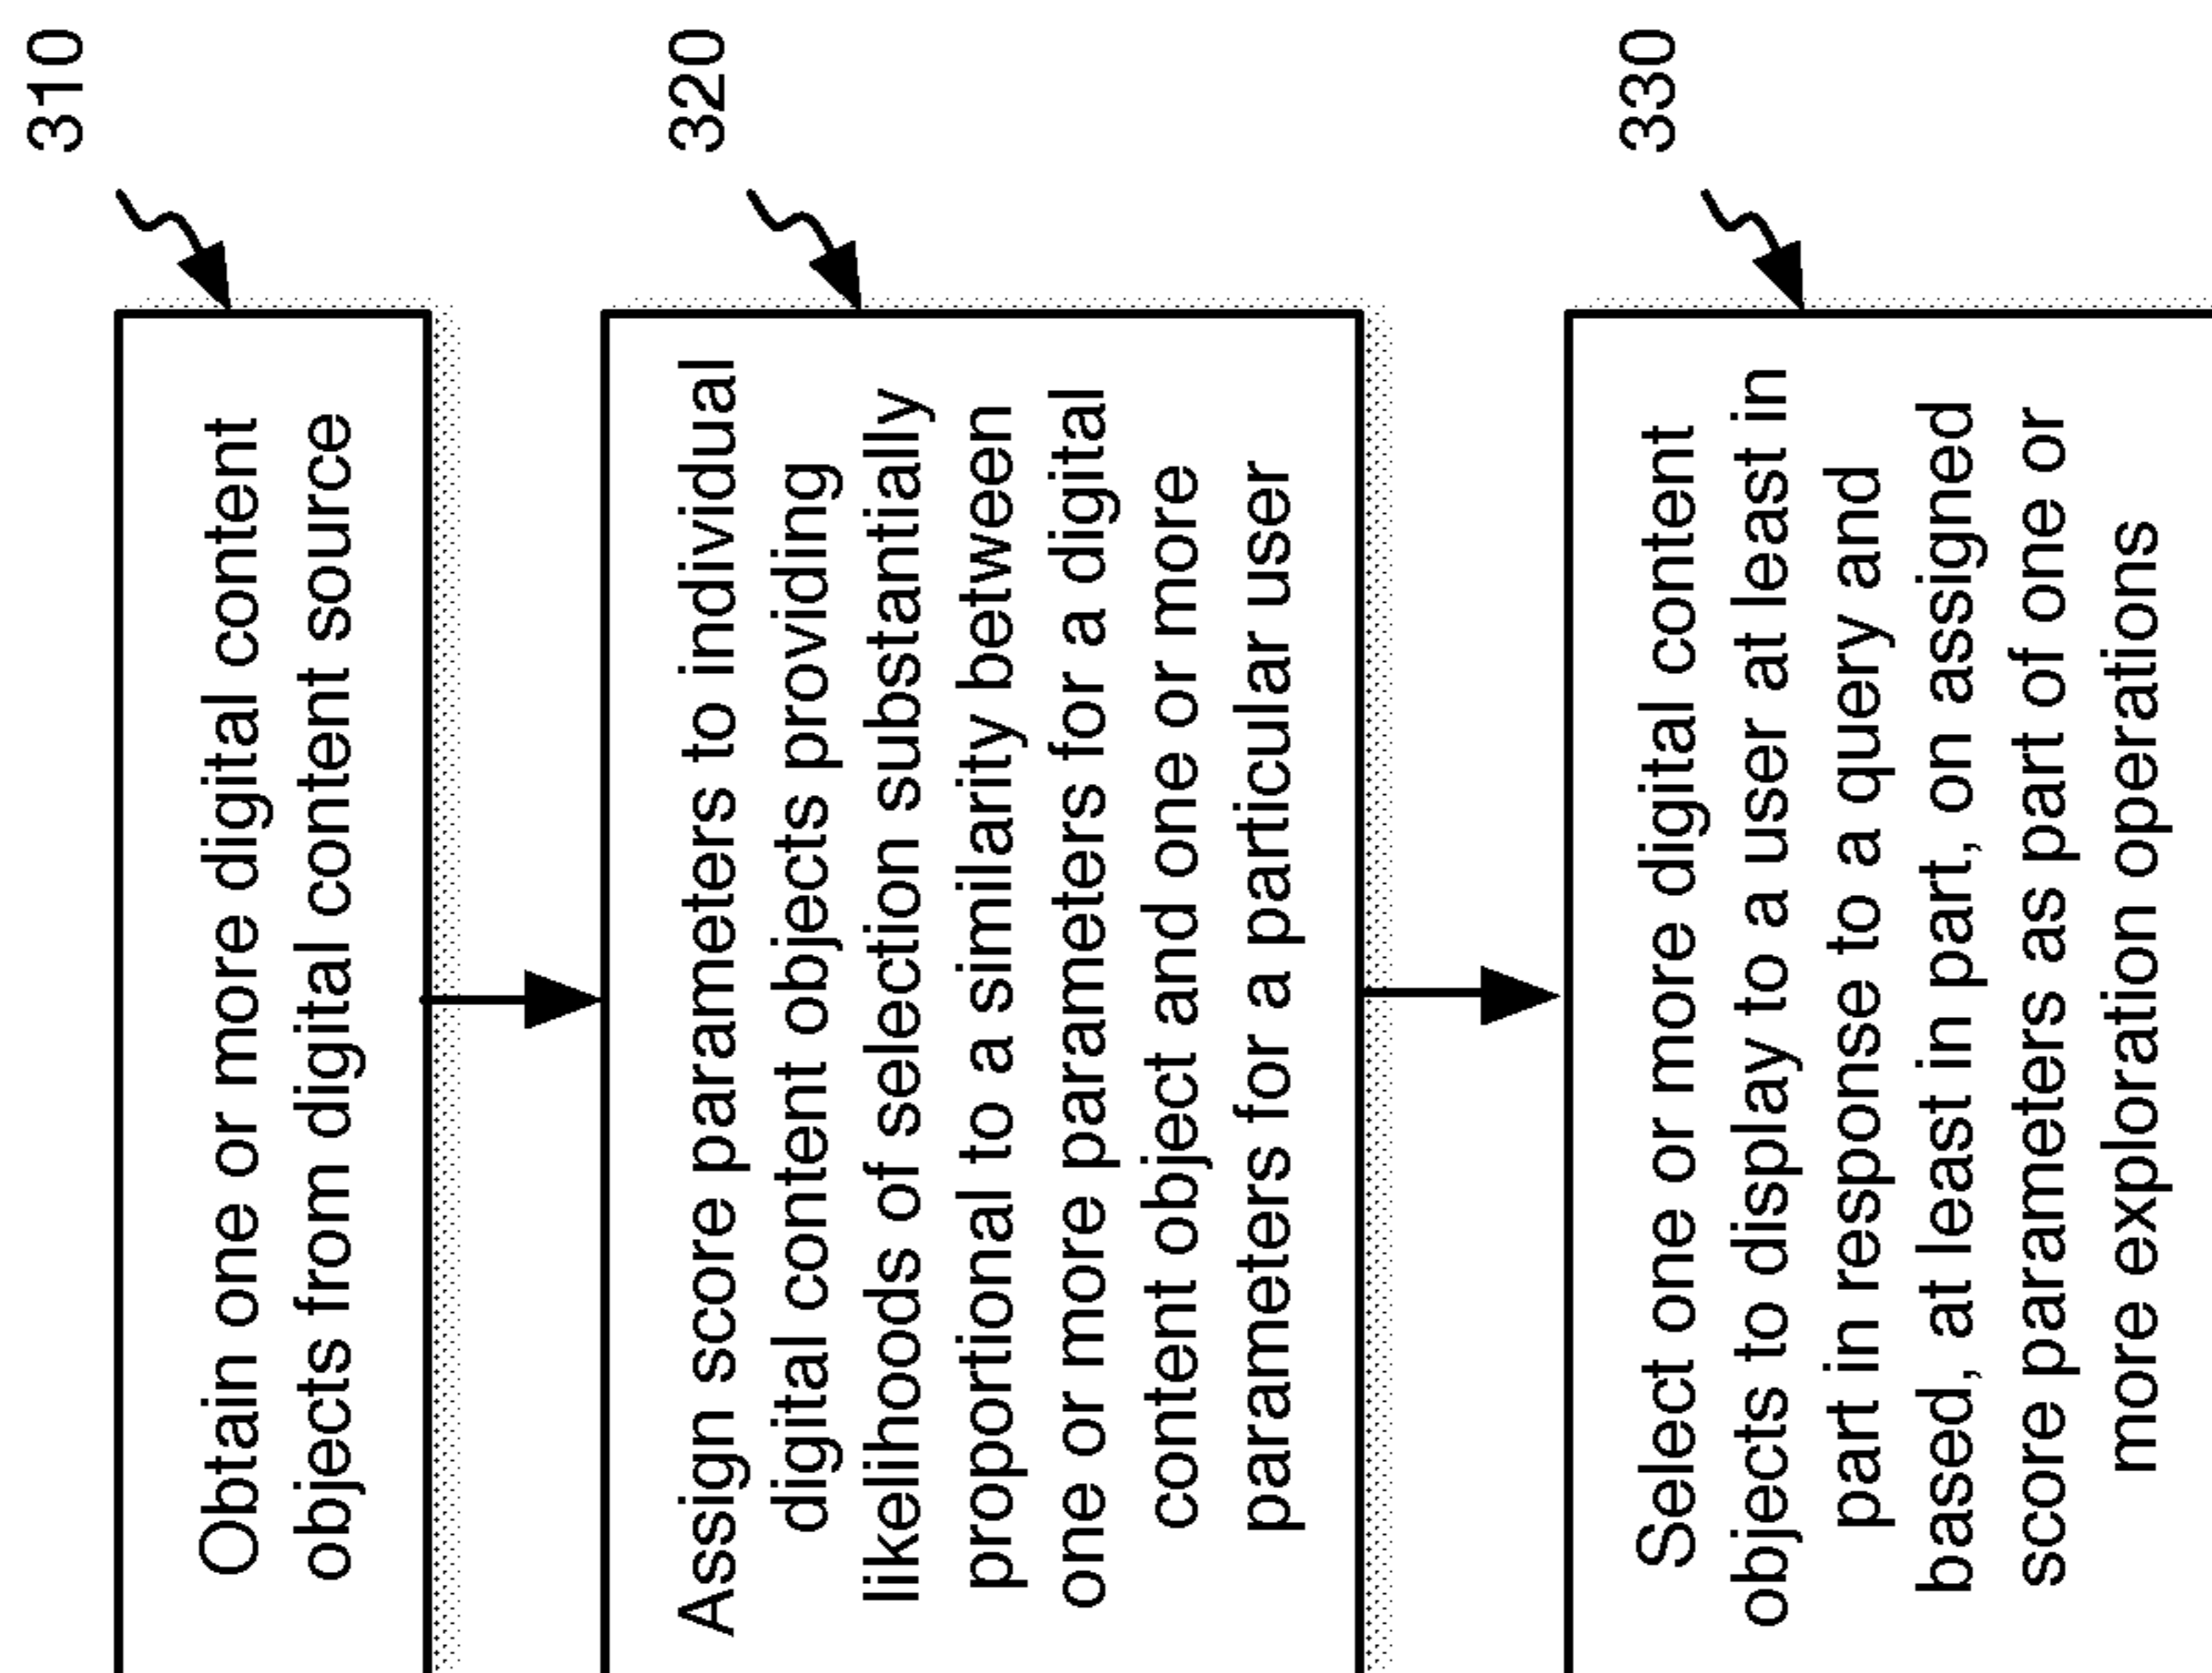 310
Obtain one or more digital content
objects from digital content source
320
Assign score parameters to individual
digital content objects providing
likelihoods of selection substantially
proportional to a similarity between
one or more parameters for a digital
content object and one or more
parameters for a particular user
330
Select one or more digital content
objects to display to a user at least in
part in response to a query and
based, at least in part, on assigned
score parameters as part of one or
more exploration operations